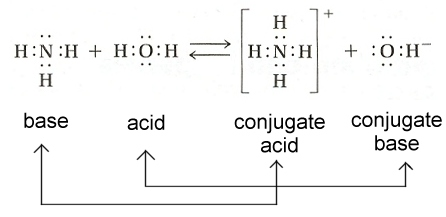 H + 
H:N:H + H:O:H ⇌ H:N:H + :O:H−
H H
base acid conjugate acid conjugate base